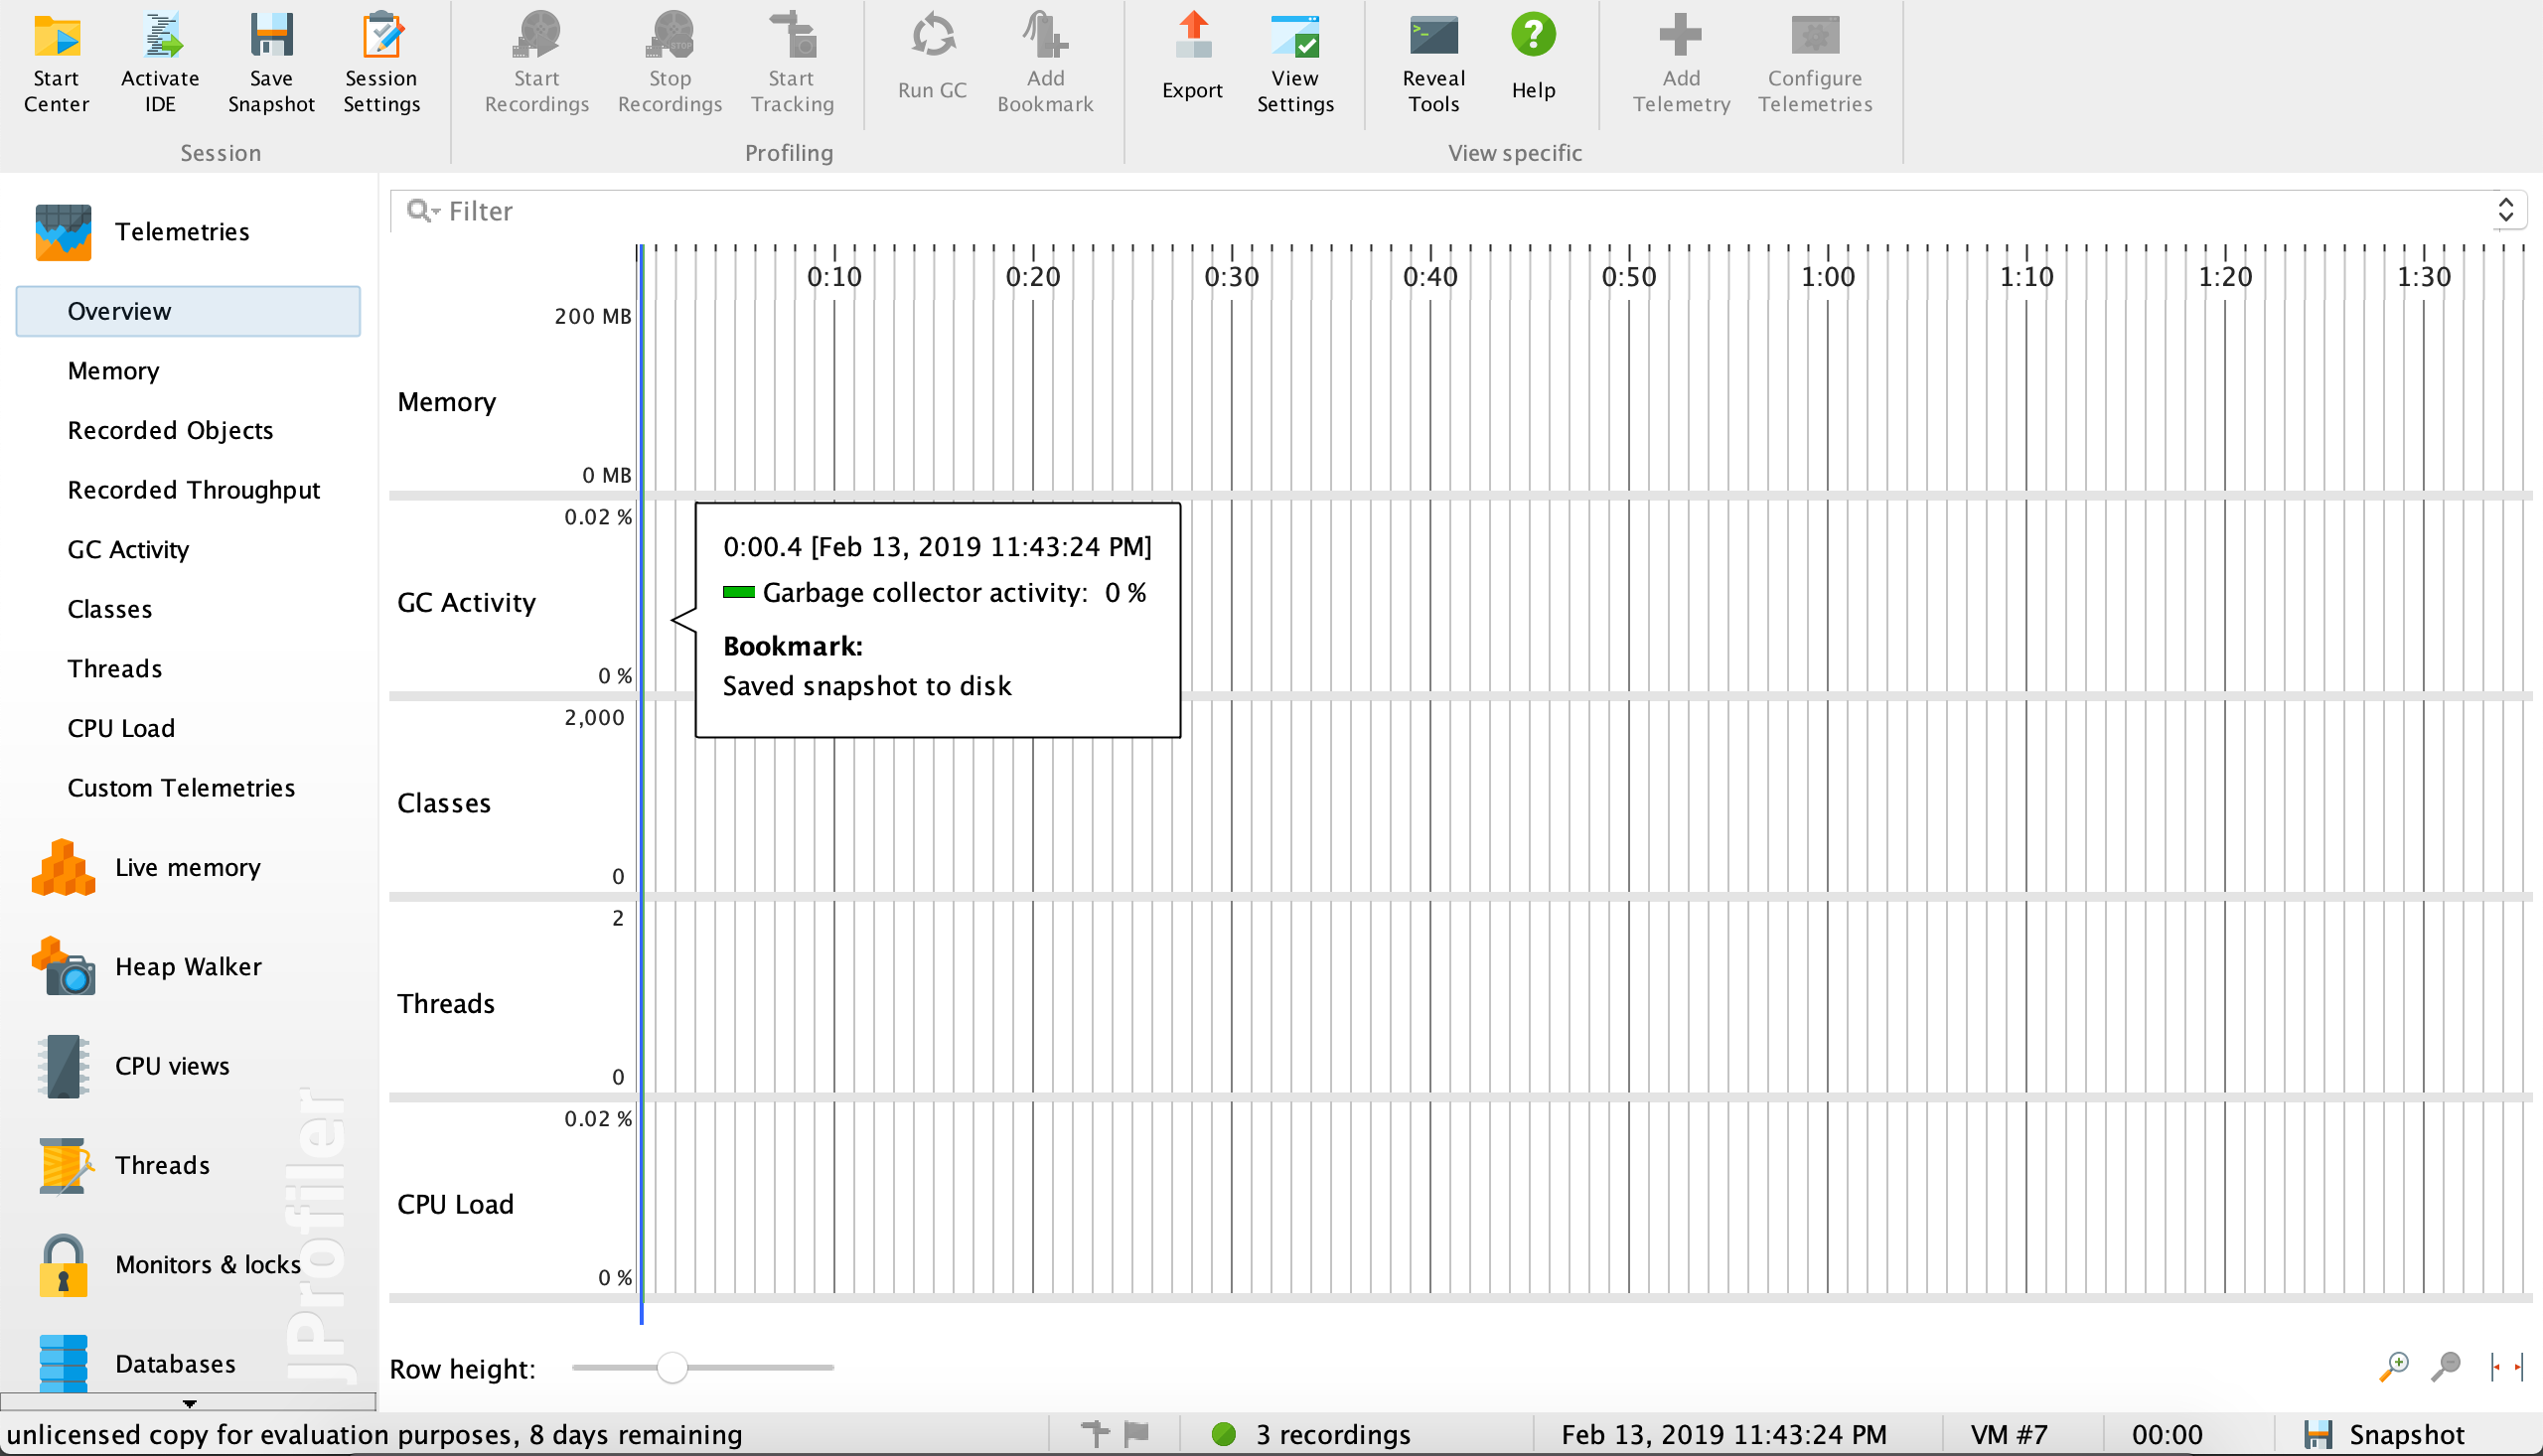 Start Center
Activate IDE
Save Snapshot
Session Settings
Start Recordings
Stop Recordings
Start Tracking
Run GC
Add Bookmark
Export
View Settings
Reveal Tools
Help
Add Telemetry
Configure Telemetries
Session
Profiling
View specific
Telemetries
Overview
Memory
Recorded Objects
Recorded Throughput
GC Activity
Classes
Threads
CPU Load
Custom Telemetries
Live memory
Heap Walker
CPU views
Threads
Monitors & locks
Databases
JProfiler
Filter
0:10 0:20 0:30 0:40 0:50 1:00 1:10 1:20 1:30
200 MB
Memory
0 MB
0.02 %
GC Activity
0 %
0:00.4 [Feb 13, 2019 11:43:24 PM]
Garbage collector activity: 0 %
Bookmark:
Saved snapshot to disk
2,000
Classes
0
2
Threads
0
0.02 %
CPU Load
0 %
Row height:
unlicensed copy for evaluation purposes, 8 days remaining
3 recordings
Feb 13, 2019 11:43:24 PM
VM #7
00:00
Snapshot